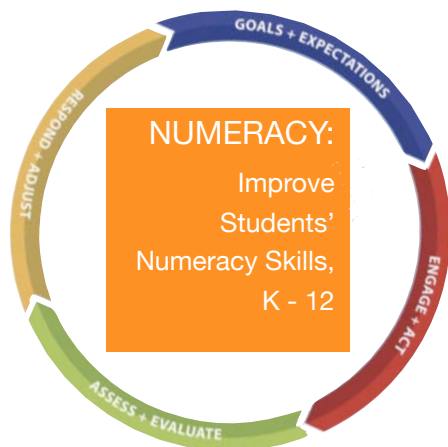 GOALS + EXPECTATIONS
ENGAGE + ACT
ASSESS + EVALUATE
RESPOND + ADJUST
NUMERACY:
Improve
Students’
Numeracy Skills,
K - 12